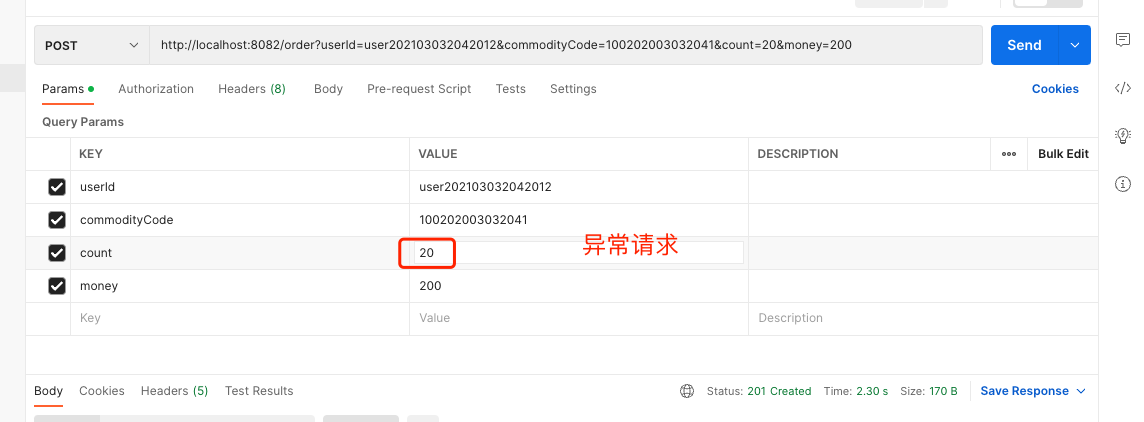 POST
http://localhost:8082/order?userId=user202103032042012&commodityCode=100202003032041&count=20&money=200
Send
Params Authorization Headers (8) Body Pre-request Script Tests Settings Cookies
Query Params
KEY VALUE DESCRIPTION ••• Bulk Edit
userId user202103032042012
commodityCode 100202003032041
count 20 异常请求
money 200
Key Value Description
Body Cookies Headers (5) Test Results Status: 201 Created Time: 2.30 s Size: 170 B Save Response